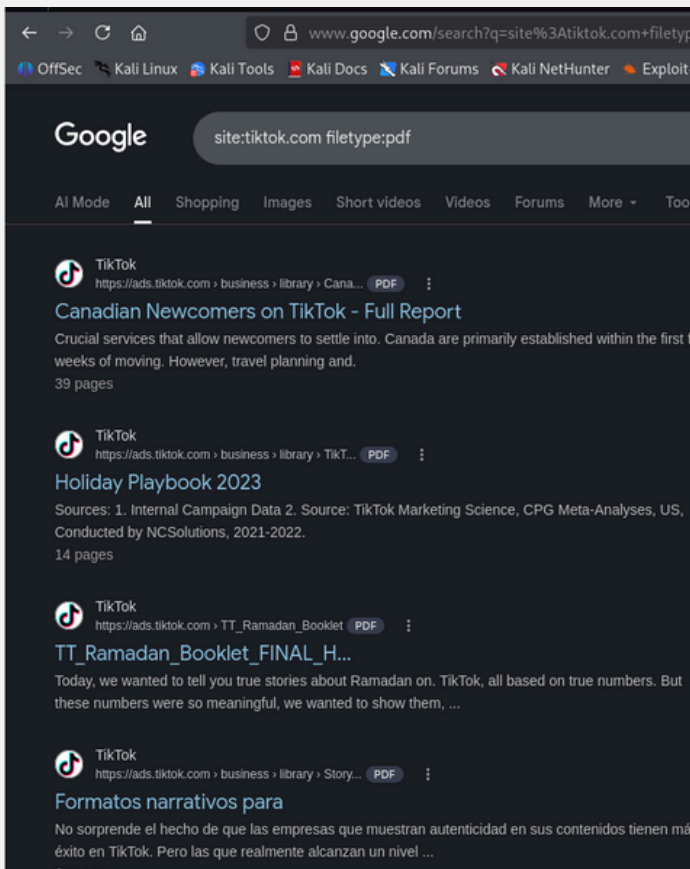 www.google.com/search?q=site%3Atiktok.com+filetyp
OffSec Kali Linux Kali Tools Kali Docs Kali Forums Kali NetHunter Exploit-
Google
site:tiktok.com filetype:pdf
AI Mode All Shopping Images Short videos Videos Forums More Too
TikTok
https://ads.tiktok.com › business › library › Cana... PDF
Canadian Newcomers on TikTok - Full Report
Crucial services that allow newcomers to settle into. Canada are primarily established within the first f
weeks of moving. However, travel planning and.
39 pages
TikTok
https://ads.tiktok.com › business › library › TikT... PDF
Holiday Playbook 2023
Sources: 1. Internal Campaign Data 2. Source: TikTok Marketing Science, CPG Meta-Analyses, US,
Conducted by NCSolutions, 2021-2022.
14 pages
TikTok
https://ads.tiktok.com › TT_Ramadan_Booklet PDF
TT_Ramadan_Booklet_FINAL_H...
Today, we wanted to tell you true stories about Ramadan on. TikTok, all based on true numbers. But
these numbers were so meaningful, we wanted to show them, ...
TikTok
https://ads.tiktok.com › business › library › Story... PDF
Formatos narrativos para
No sorprende el hecho de que las empresas que muestran autenticidad en sus contenidos tienen má
éxito en TikTok. Pero las que realmente alcanzan un nivel ...